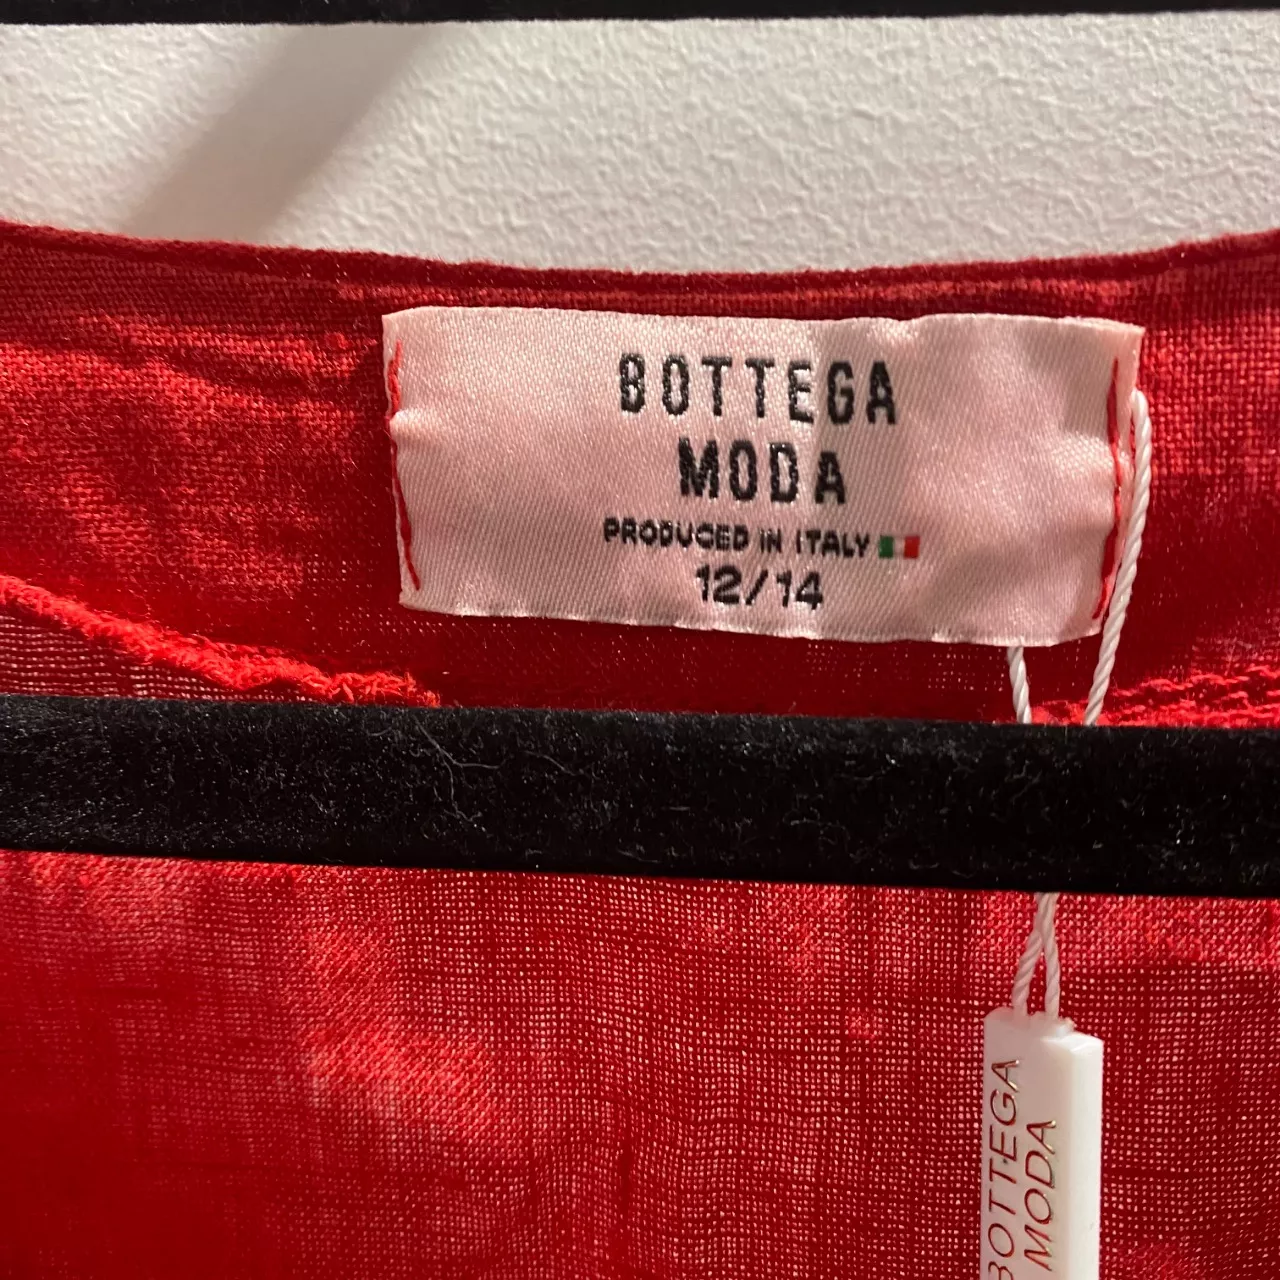 BOTTEGA
MODA
PRODUCED IN ITALY
12/14
BOTTEGA
MODA